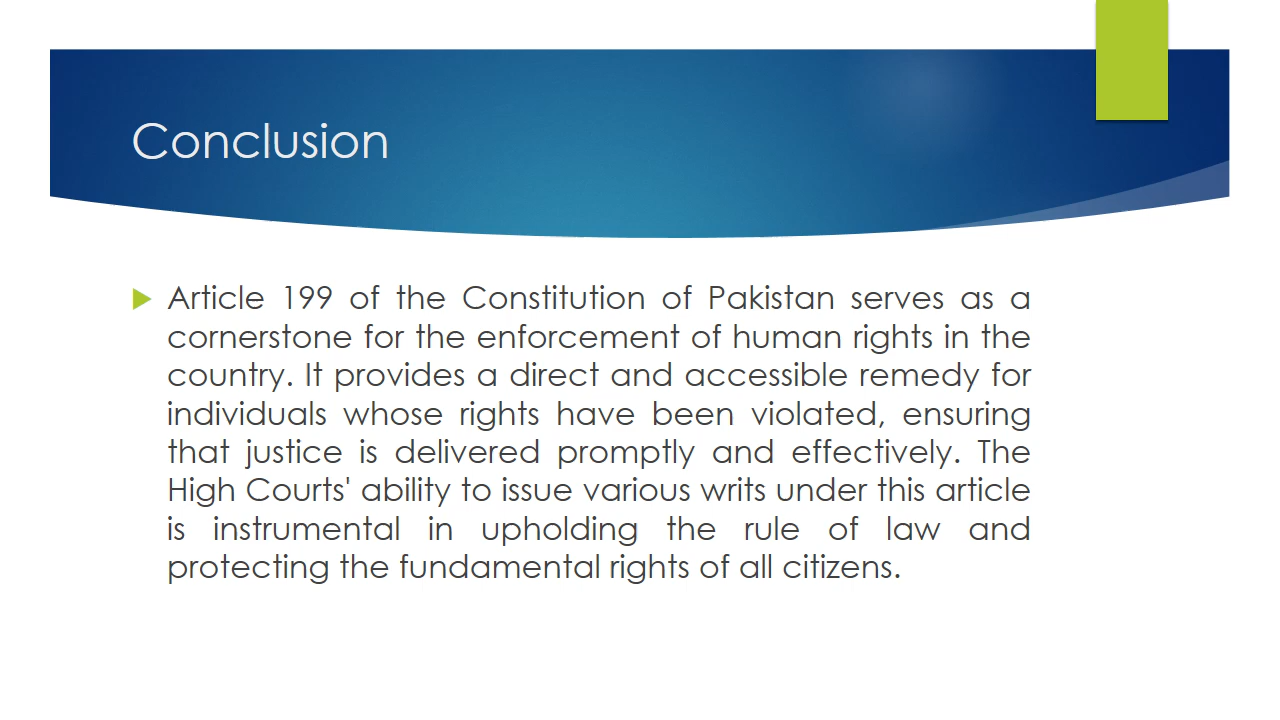 Conclusion
Article 199 of the Constitution of Pakistan serves as a
cornerstone for the enforcement of human rights in the
country. It provides a direct and accessible remedy for
individuals whose rights have been violated, ensuring
that justice is delivered promptly and effectively. The
High Courts' ability to issue various writs under this article
is instrumental in upholding the rule of law and
protecting the fundamental rights of all citizens.